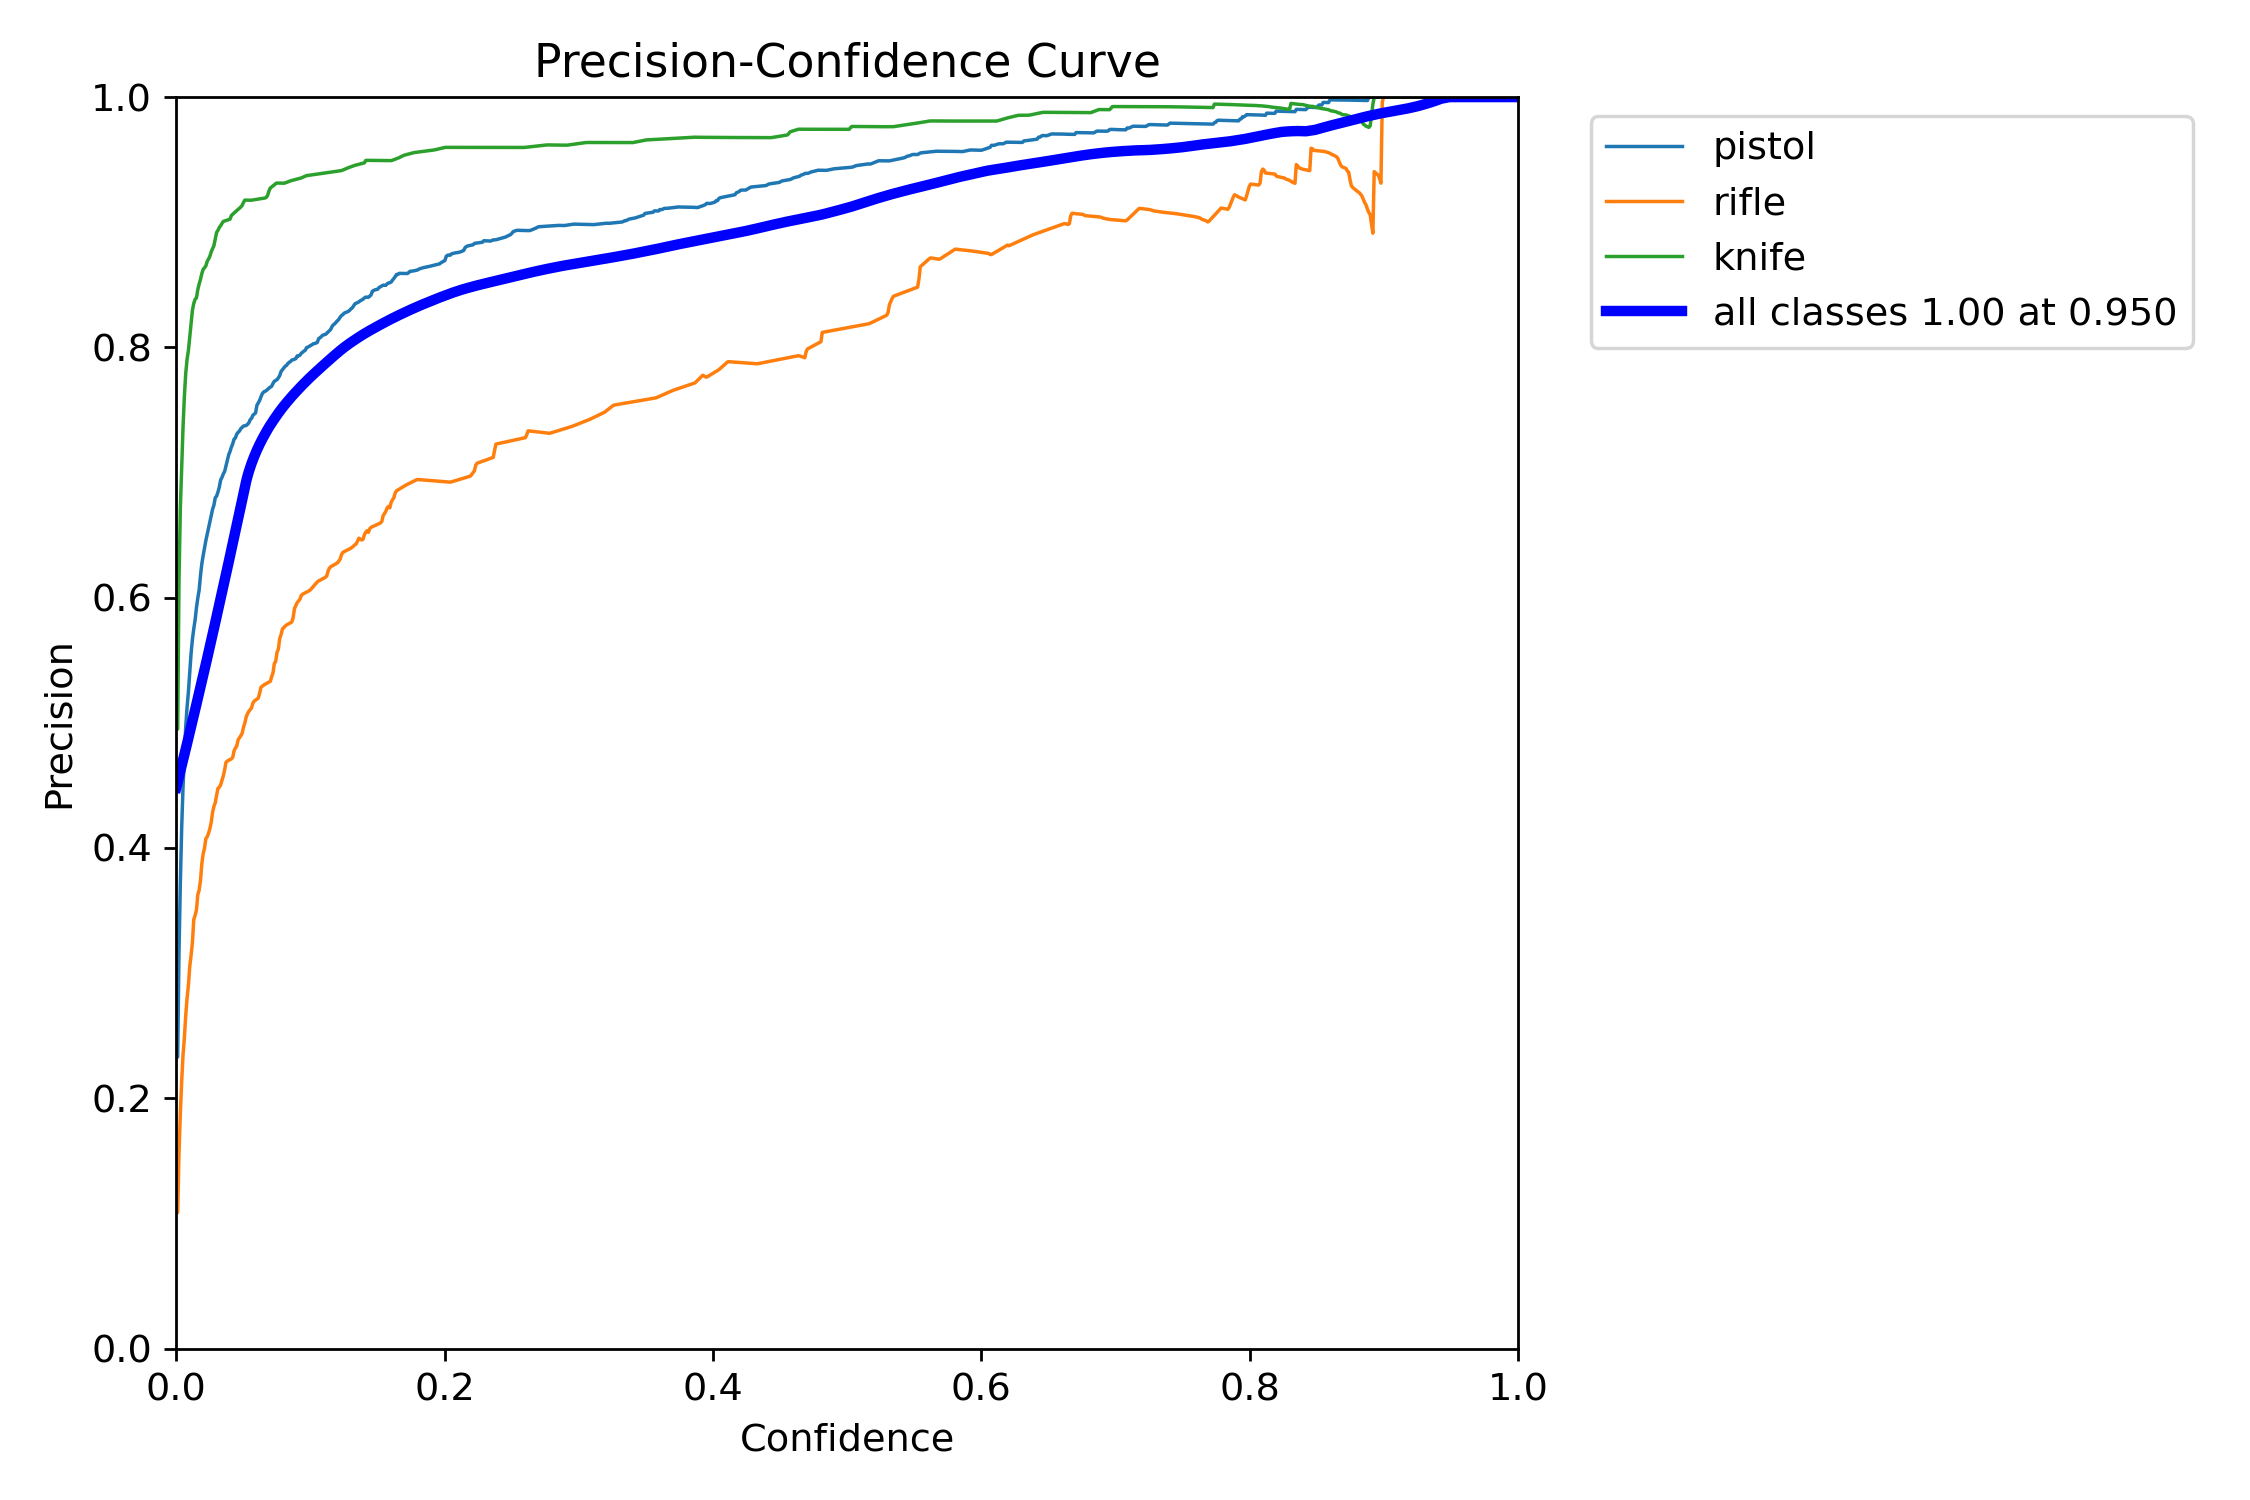 Precision-Confidence Curve
1.0
0.8
0.6
0.4
0.2
0.0
Precision
0.0 0.2 0.4 0.6 0.8 1.0
Confidence
pistol
rifle
knife
all classes 1.00 at 0.950